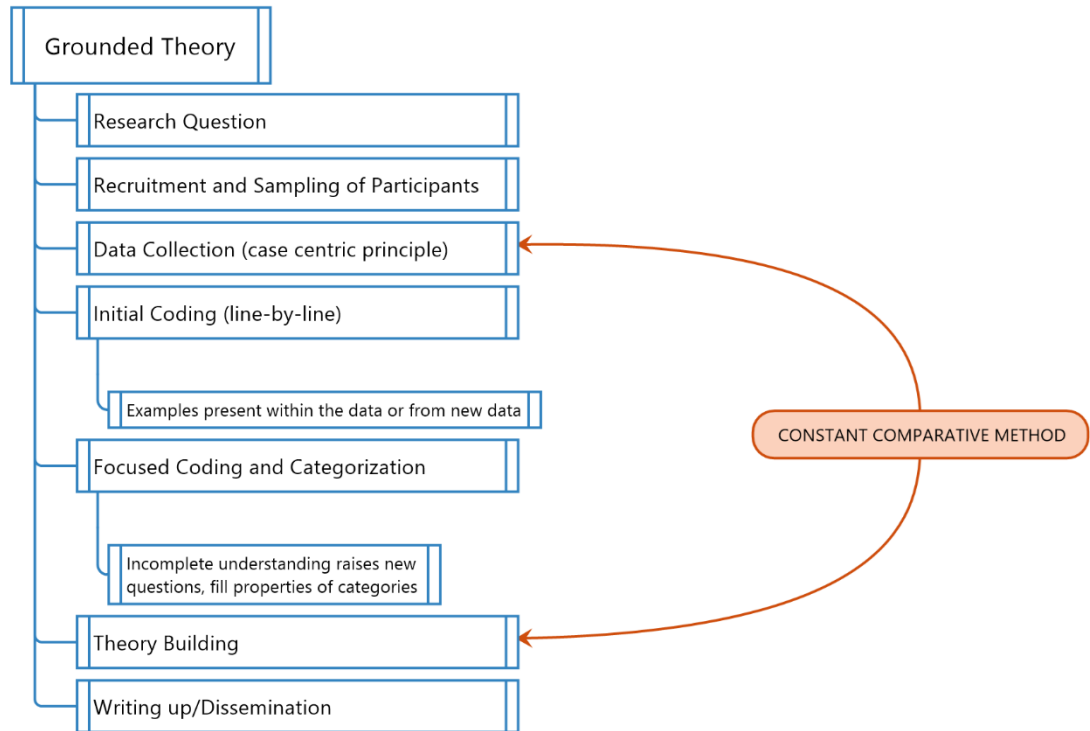 Grounded Theory
Research Question
Recruitment and Sampling of Participants
Data Collection (case centric principle)
Initial Coding (line-by-line)
Examples present within the data or from new data
Focused Coding and Categorization
CONSTANT COMPARATIVE METHOD
Incomplete understanding raises new
questions, fill properties of categories
Theory Building
Writing up/Dissemination